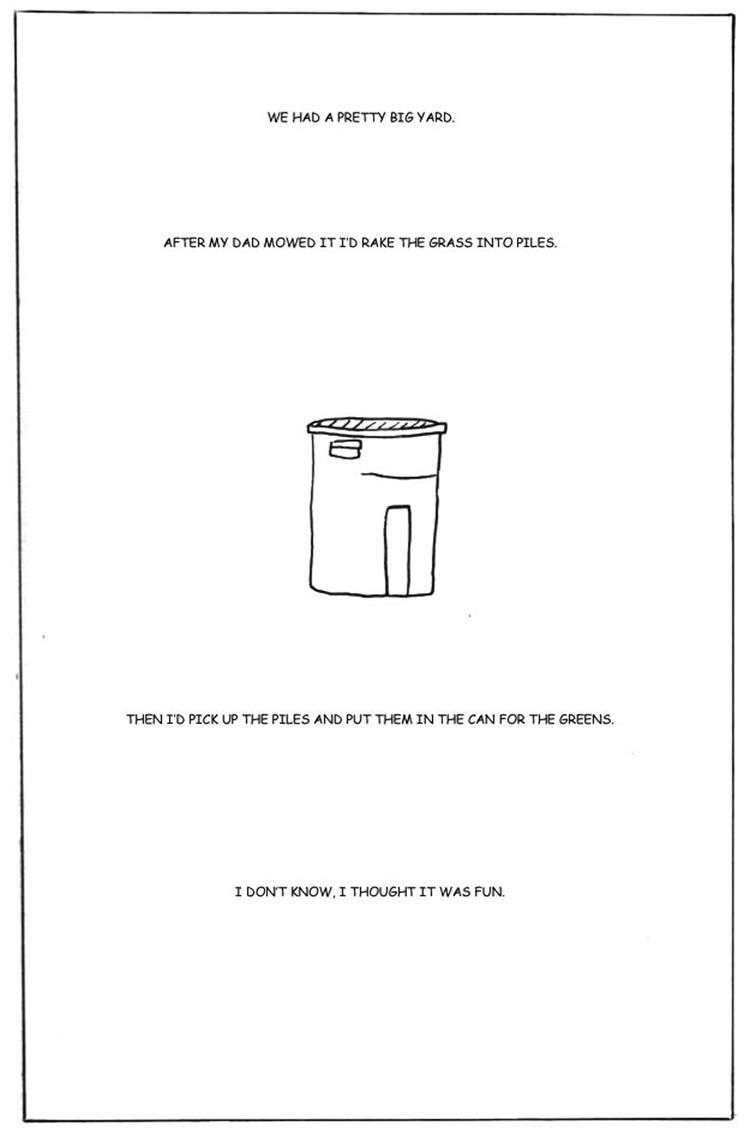 WE HAD A PRETTY BIG YARD.
AFTER MY DAD MOWED IT I'D RAKE THE GRASS INTO PILES.
THEN I'D PICK UP THE PILES AND PUT THEM IN THE CAN FOR THE GREENS.
I DON'T KNOW, I THOUGHT IT WAS FUN.